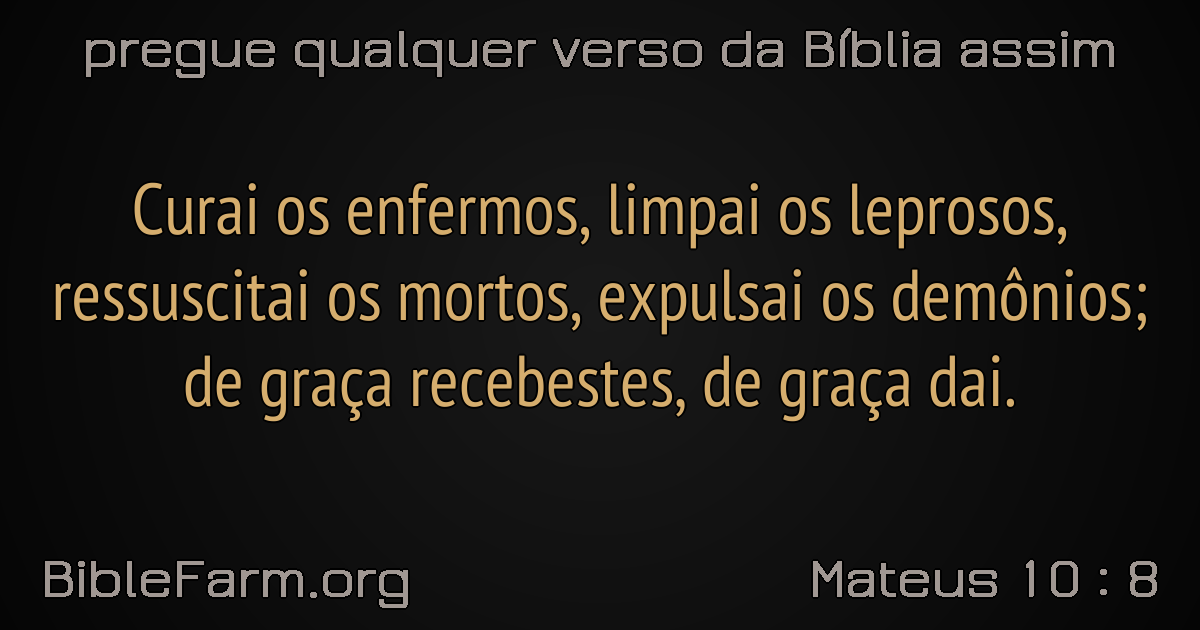 pregue qualquer verso da Bíblia assim
Curai os enfermos, limpai os leprosos,
ressuscitai os mortos, expulsai os demônios;
de graça recebestes, de graça dai.
BibleFarm.org
Mateus 10 : 8